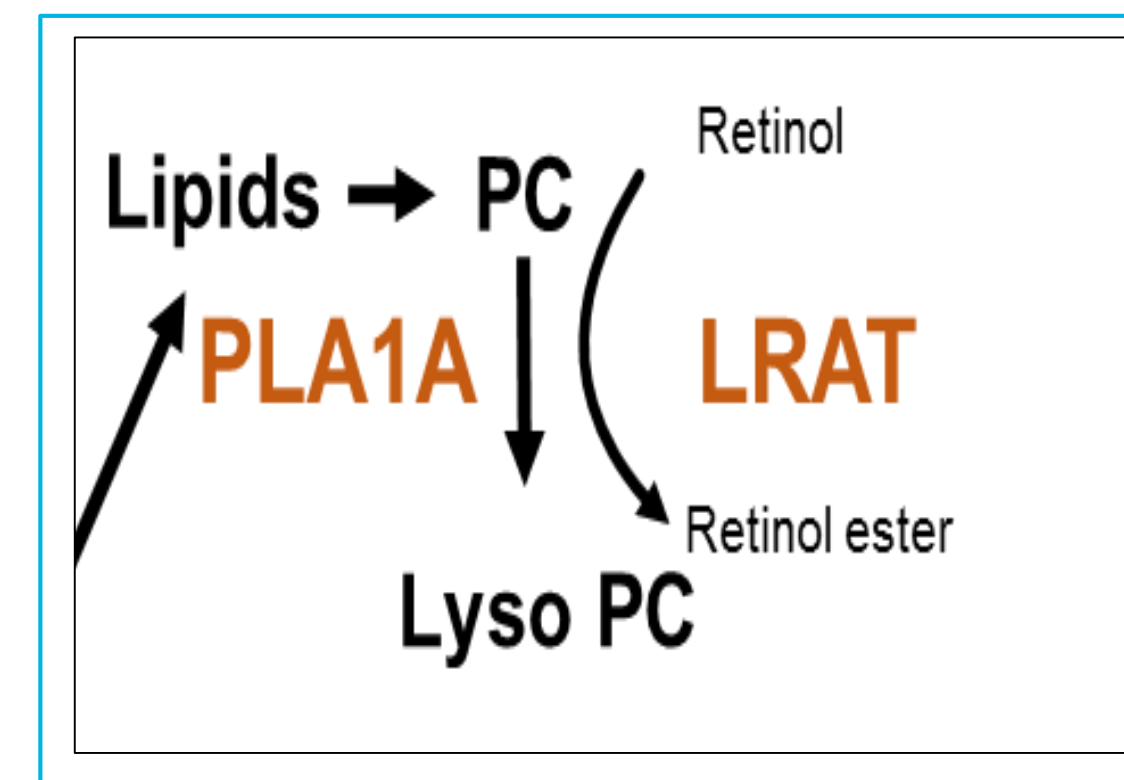 Retinol
Lipids → PC
PLA1A
LRAT
Retinol ester
Lyso PC